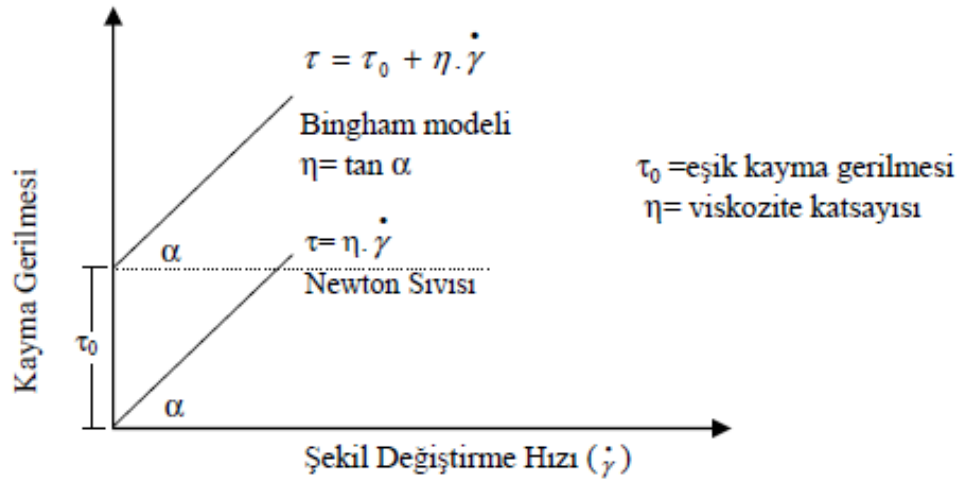 τ = τ₀ + η.γ̇
Bingham modeli
η= tan α
τ₀ =eşik kayma gerilmesi
η= viskozite katsayısı
α
τ= η.γ̇
Newton Sıvısı
Kayma Gerilmesi
τ₀
α
Şekil Değiştirme Hızı (γ̇)